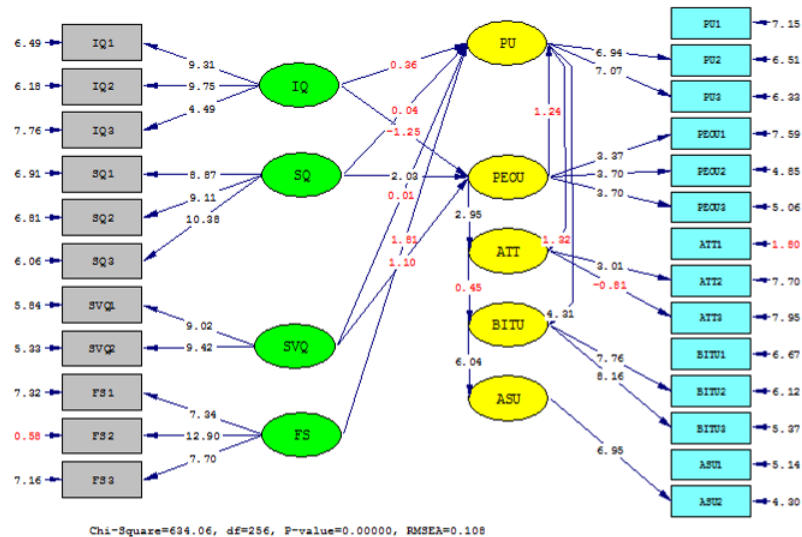 PU1
7.15
6.49
IQ1
PU
6.94
PU2
6.51
9.31
0.36
7.07
6.18
IQ2
9.75
IQ
PU3
6.33
4.49
0.04
1.24
7.76
IQ3
-1.25
3.37
PEOU1
7.59
6.91
SQ1
8.87
SQ
2.03
PEOU
3.70
PEOU2
4.85
9.11
0.01
3.70
6.81
SQ2
10.38
2.95
PEOU3
5.06
1.81
1.32
ATT1
1.80
6.06
SQ3
1.10
ATT
3.01
ATT2
7.70
0.45
-0.81
5.84
SVQ1
9.02
4.31
ATT3
7.95
BITU
5.33
SVQ2
9.42
SVQ
7.76
BITU1
6.67
6.04
8.16
7.32
FS1
7.34
ASU
BITU2
6.12
0.58
FS2
12.90
FS
BITU3
5.37
7.70
6.95
ASU1
5.14
7.16
FS3
ASU2
4.30
Chi-Square=634.06, df=256, P-value=0.00000, RMSEA=0.108